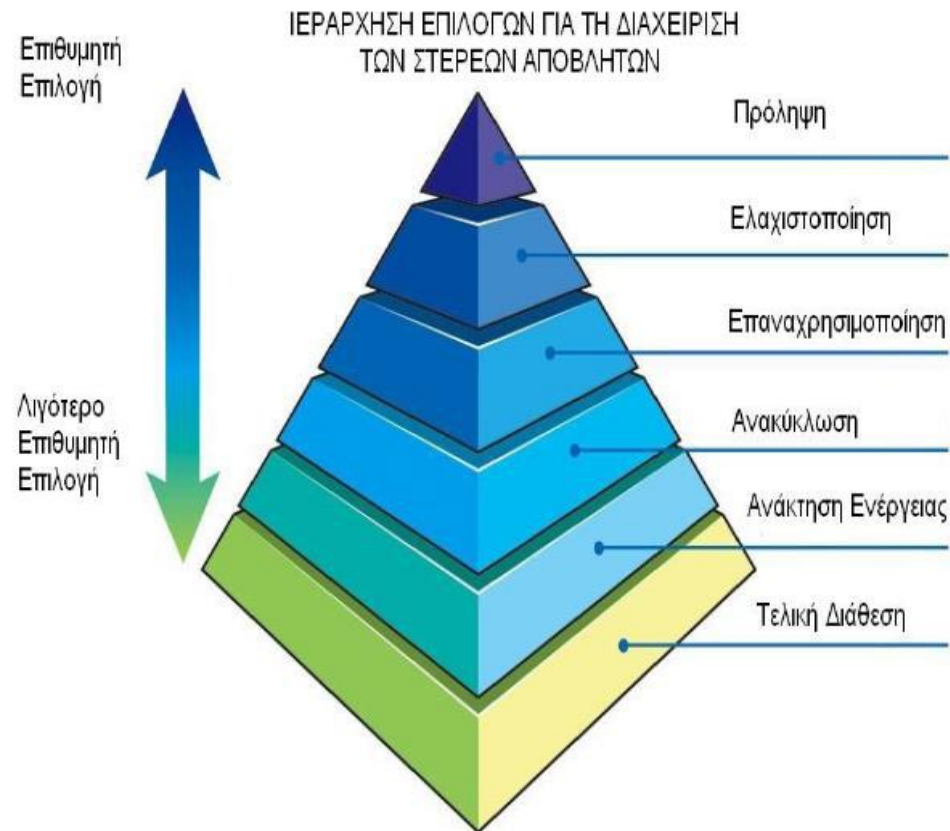 ΙΕΡΑΡΧΗΣΗ ΕΠΙΛΟΓΩΝ ΓΙΑ ΤΗ ΔΙΑΧΕΙΡΙΣΗ
ΤΩΝ ΣΤΕΡΕΩΝ ΑΠΟΒΛΗΤΩΝ
Επιθυμητή
Επιλογή
Πρόληψη
Ελαχιστοποίηση
Επαναχρησιμοποίηση
Λιγότερο
Επιθυμητή
Επιλογή
Ανακύκλωση
Ανάκτηση Ενέργειας
Τελική Διάθεση